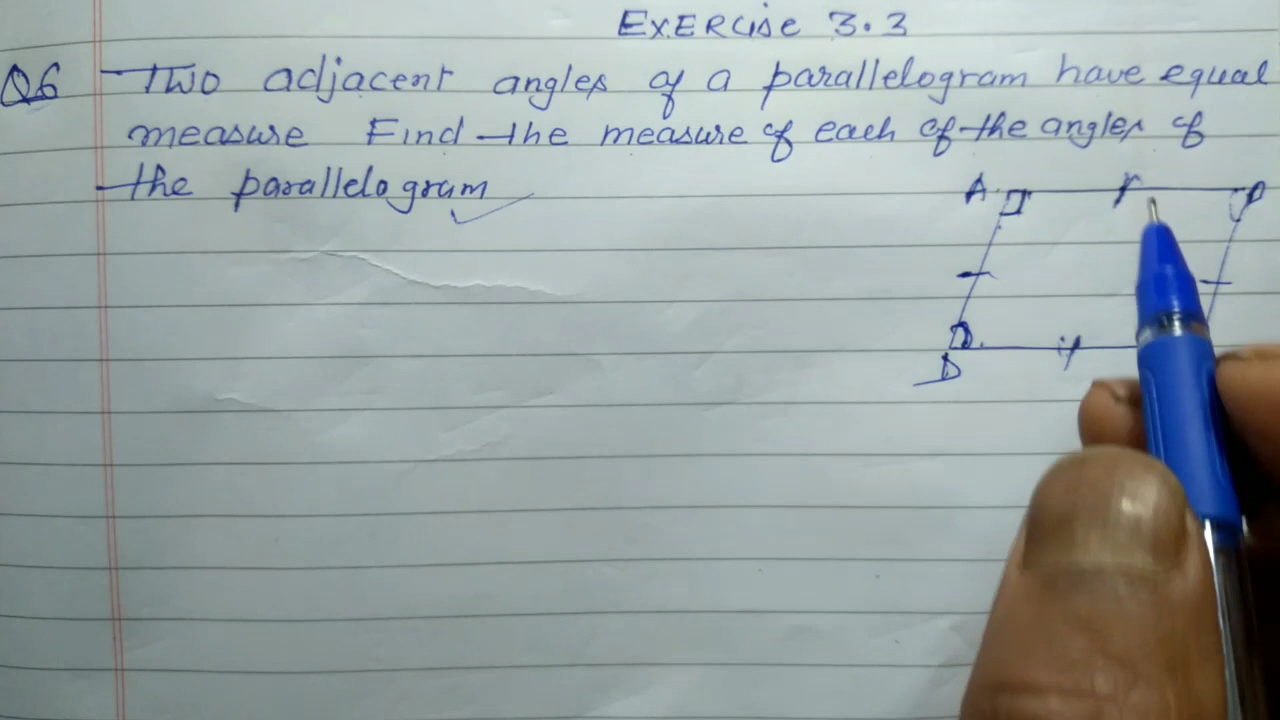 EXERCISE 3.3
Q6 Two adjacent angles of a parallelogram have equal
measure Find the measure of each of the angles of
the parallelogram
A
D